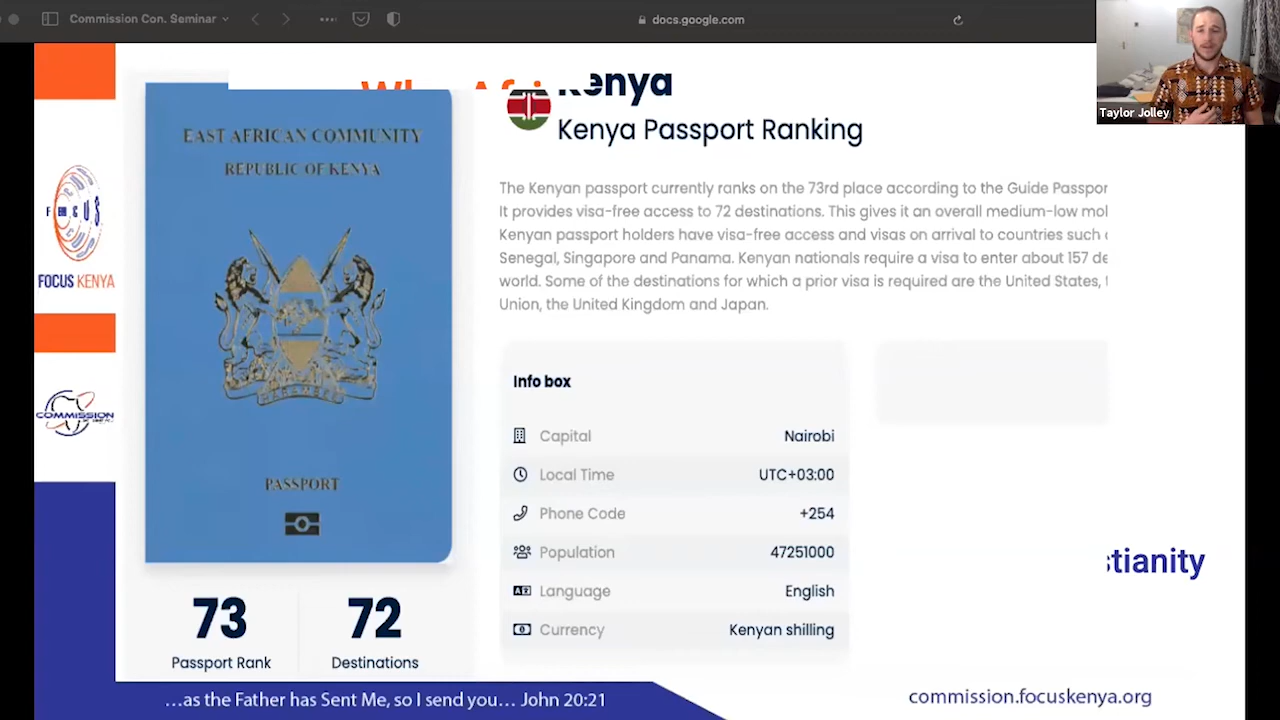 Commission Con. Seminar
docs.google.com
Taylor Jolley
Why Afri
Kenya
Kenya Passport Ranking
EAST AFRICAN COMMUNITY
REPUBLIC OF KENYA
HARAMBEE
PASSPORT
73
Passport Rank
72
Destinations
The Kenyan passport currently ranks on the 73rd place according to the Guide Passpor
It provides visa-free access to 72 destinations. This gives it an overall medium-low mol
Kenyan passport holders have visa-free access and visas on arrival to countries such
Senegal, Singapore and Panama. Kenyan nationals require a visa to enter about 157 de
world. Some of the destinations for which a prior visa is required are the United States,
Union, the United Kingdom and Japan.
Info box
Capital Nairobi
Local Time UTC+03:00
Phone Code +254
Population 47251000
Language English
Currency Kenyan shilling
stianity
FOCUS
FOCUS KENYA
COMMISSION
…as the Father has Sent Me, so I send you… John 20:21
commission.focuskenya.org